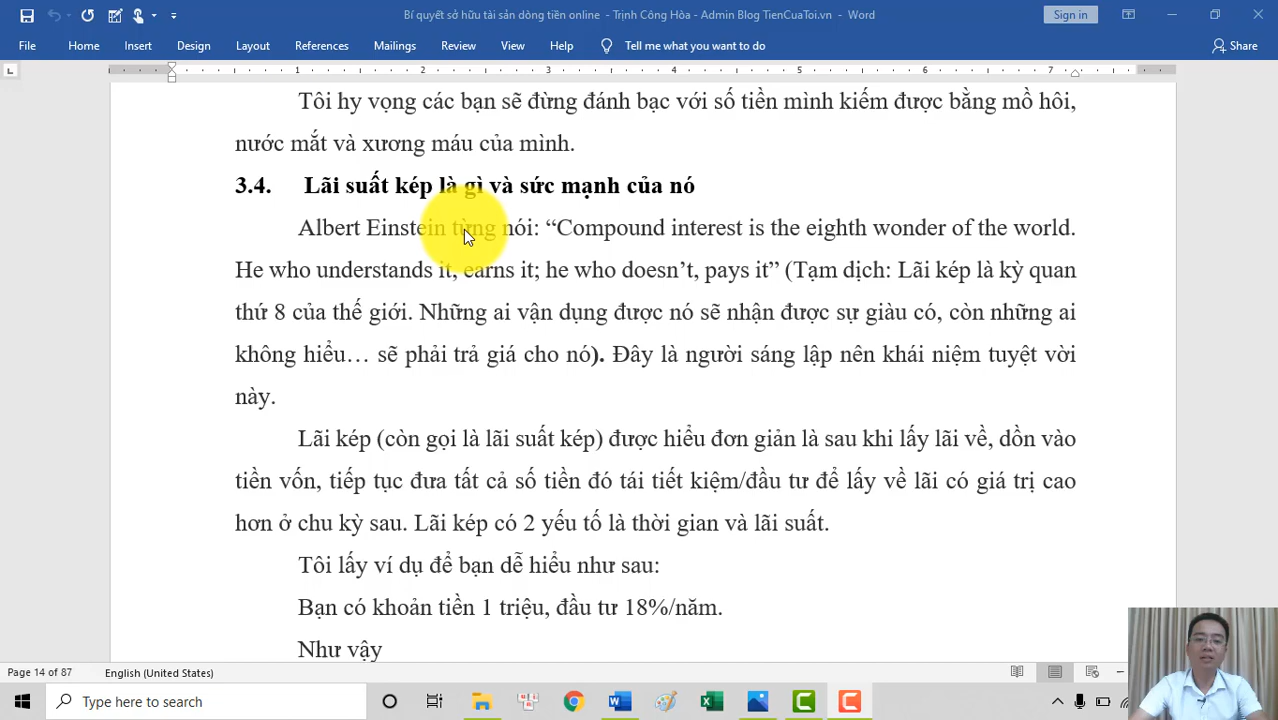 Bí quyết sở hữu tài sản dòng tiền online - Trịnh Công Hòa - Admin Blog TienCuaToi.vn - Word
Sign in
File Home Insert Design Layout References Mailings Review View Help Tell me what you want to do Share
1 2 3 4 5 6 7
Tôi hy vọng các bạn sẽ đừng đánh bạc với số tiền mình kiếm được bằng mồ hôi,
nước mắt và xương máu của mình.
3.4. Lãi suất kép là gì và sức mạnh của nó
Albert Einstein từng nói: “Compound interest is the eighth wonder of the world.
He who understands it, earns it; he who doesn’t, pays it” (Tạm dịch: Lãi kép là kỳ quan
thứ 8 của thế giới. Những ai vận dụng được nó sẽ nhận được sự giàu có, còn những ai
không hiểu… sẽ phải trả giá cho nó). Đây là người sáng lập nên khái niệm tuyệt vời
này.
Lãi kép (còn gọi là lãi suất kép) được hiểu đơn giản là sau khi lấy lãi về, dồn vào
tiền vốn, tiếp tục đưa tất cả số tiền đó tái tiết kiệm/đầu tư để lấy về lãi có giá trị cao
hơn ở chu kỳ sau. Lãi kép có 2 yếu tố là thời gian và lãi suất.
Tôi lấy ví dụ để bạn dễ hiểu như sau:
Bạn có khoản tiền 1 triệu, đầu tư 18%/năm.
Như vậy
Page 14 of 87 English (United States)
Type here to search